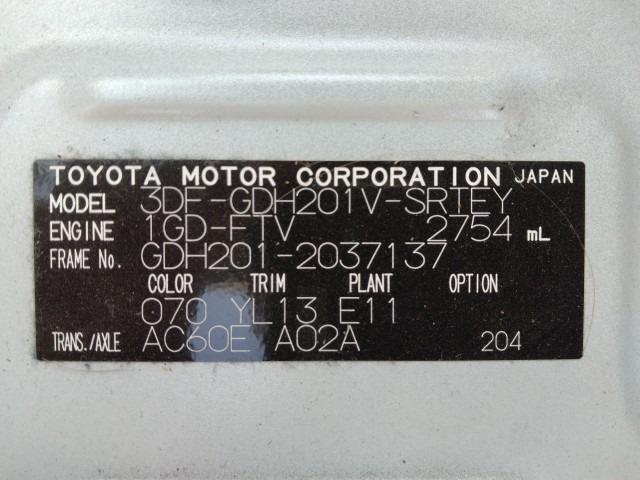 TOYOTA MOTOR CORPORATION JAPAN
MODEL 3DF-GDH201V-SRTEY
ENGINE 1GD-FTV 2754 mL
FRAME No. GDH201-2037137
COLOR TRIM PLANT OPTION
070 YL13 E11
TRANS./AXLE AC60E A02A 204